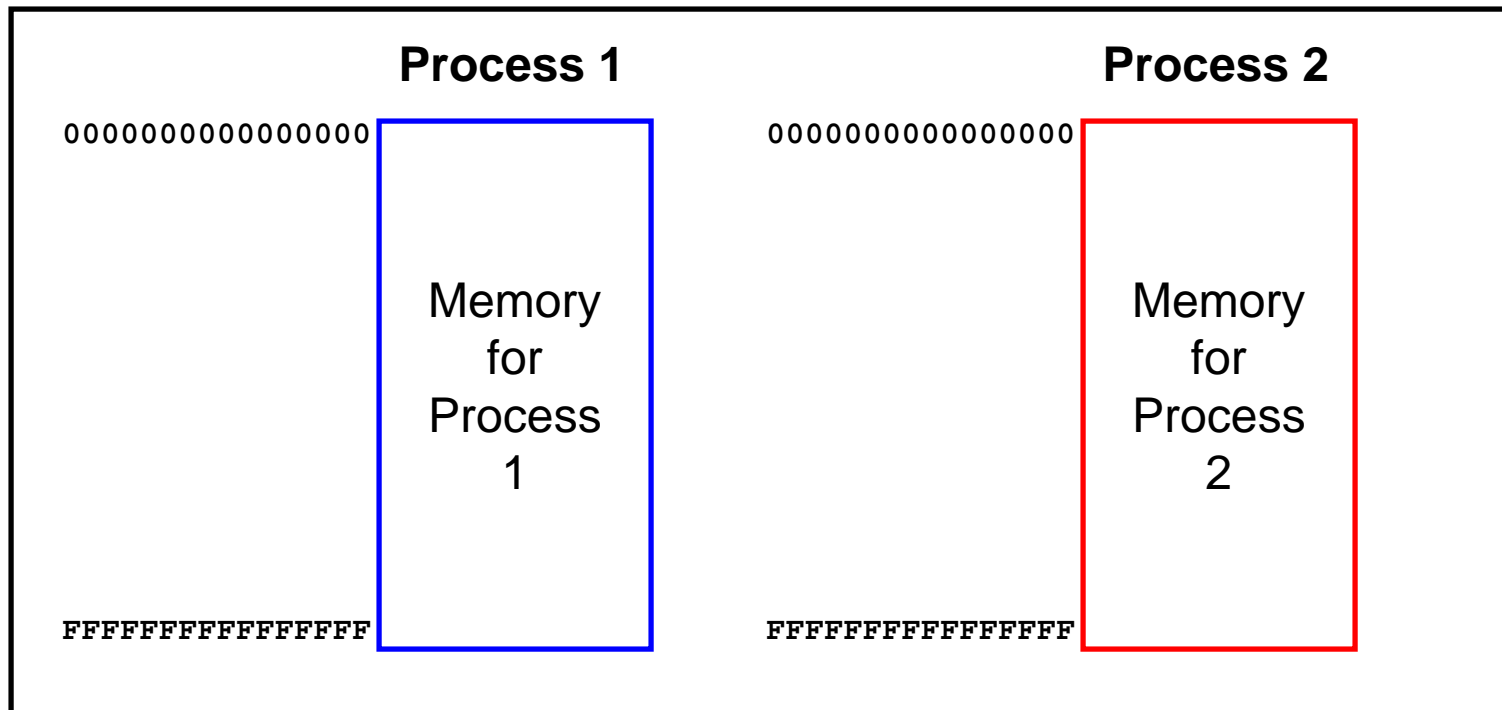 Process 1
Process 2
0000000000000000
0000000000000000
Memory
for
Process
1
Memory
for
Process
2
FFFFFFFFFFFFFFFF
FFFFFFFFFFFFFFFF